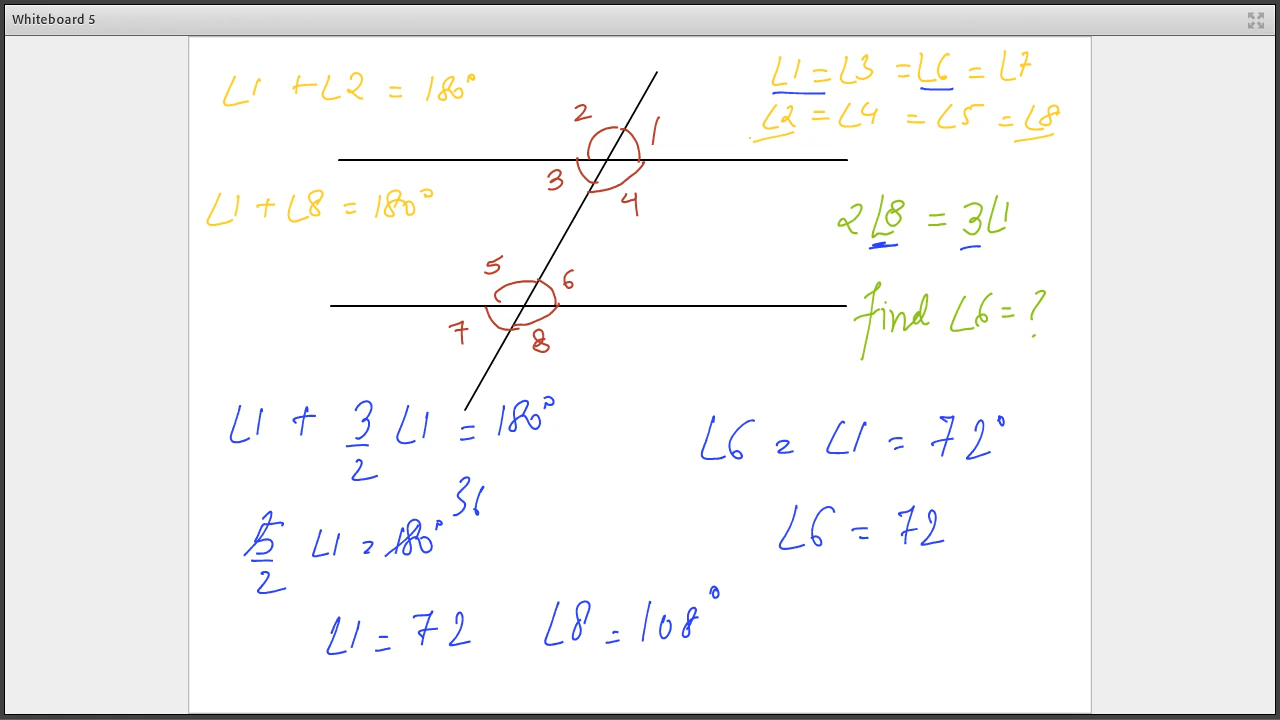 Whiteboard 5
∠1 + ∠2 = 180°
∠1 = ∠3 = ∠6 = ∠7
∠2 = ∠4 = ∠5 = ∠8
2
1
3
4
∠1 + ∠8 = 180°
2∠8 = 3∠1
5
6
7
8
find ∠6 = ?
∠1 + 3/2 ∠1 = 180°
∠6 = ∠1 = 72°
36
5/2 ∠1 = 180°
∠6 = 72
∠1 = 72
∠8 = 108°